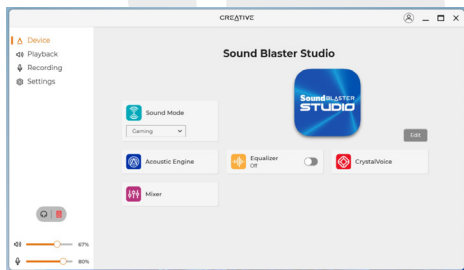 CREATIVE
Device
Playback
Recording
Settings
Sound Blaster Studio
Sound BLASTER
STUDIO
Sound Mode
Gaming
Edit
Acoustic Engine
Equalizer
Off
CrystalVoice
Mixer
67%
80%